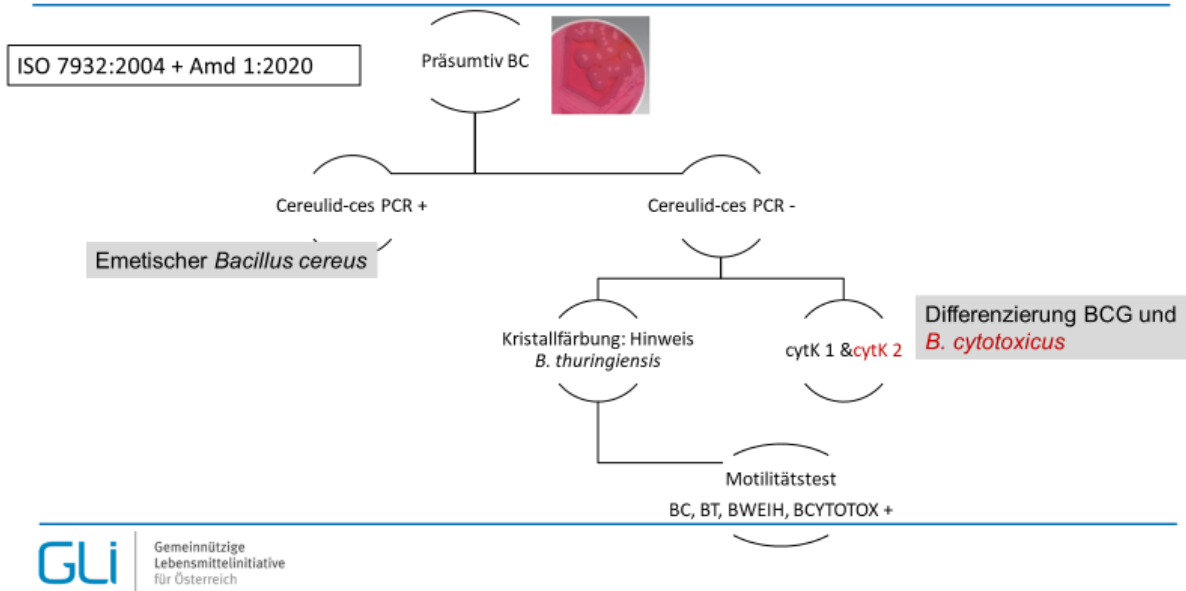 ISO 7932:2004 + Amd 1:2020
Präsumtiv BC
Cereulid-ces PCR +
Cereulid-ces PCR -
Emetischer Bacillus cereus
Kristallfärbung: Hinweis
B. thuringiensis
cytK 1 &cytK 2
Differenzierung BCG und
B. cytotoxicus
Motilitätstest
BC, BT, BWEIH, BCYTOTOX +
GLi
Gemeinnützige
Lebensmittelinitiative
für Österreich